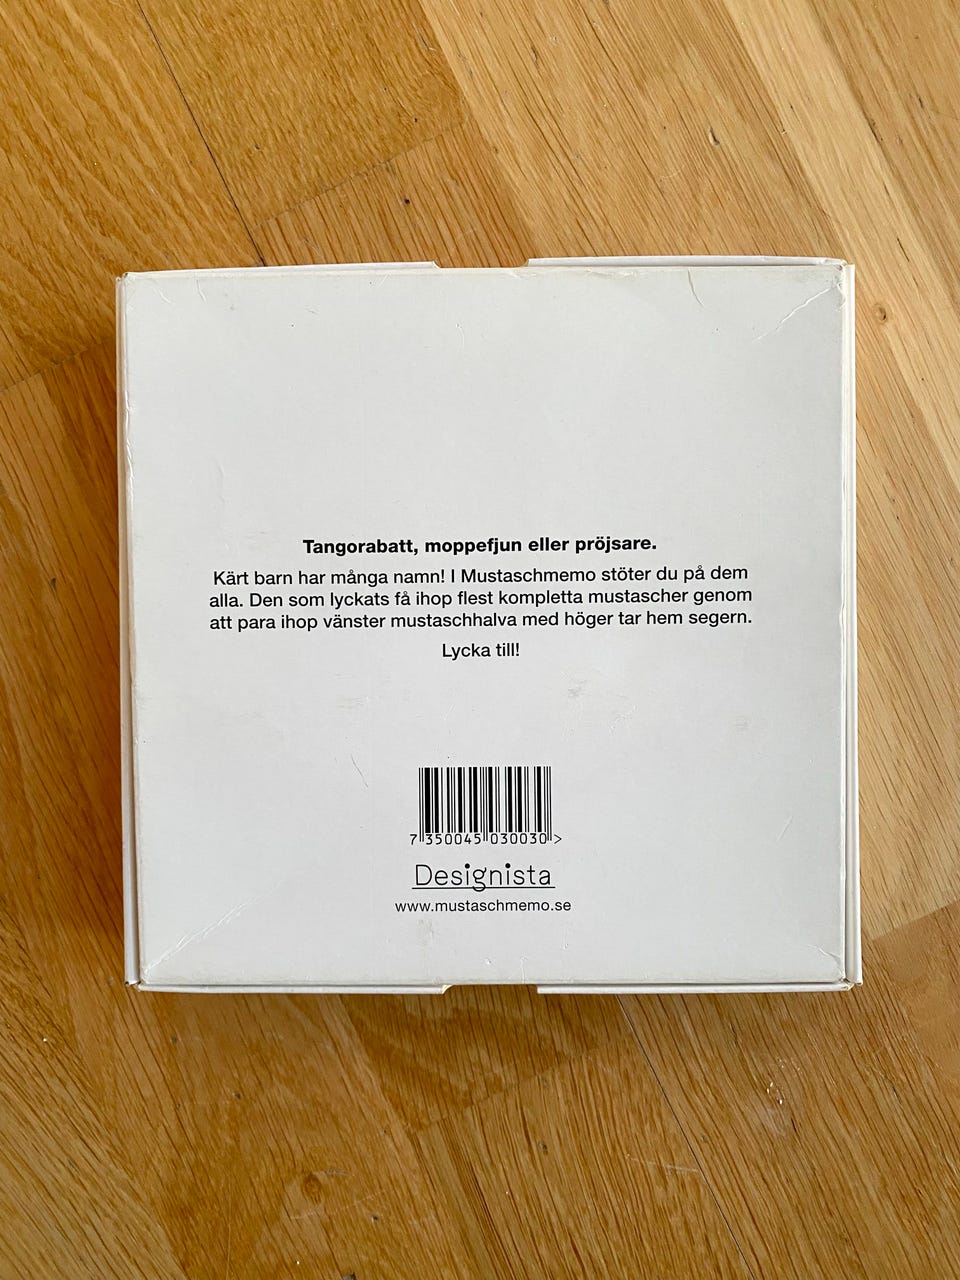 Tangorabatt, moppefjun eller pröjsare.
Kärt barn har många namn! I Mustaschmemo stöter du på dem
alla. Den som lyckats få ihop flest kompletta mustascher genom
att para ihop vänster mustaschhalva med höger tar hem segern.
Lycka till!
7 350045 030030 >
Designista
www.mustaschmemo.se